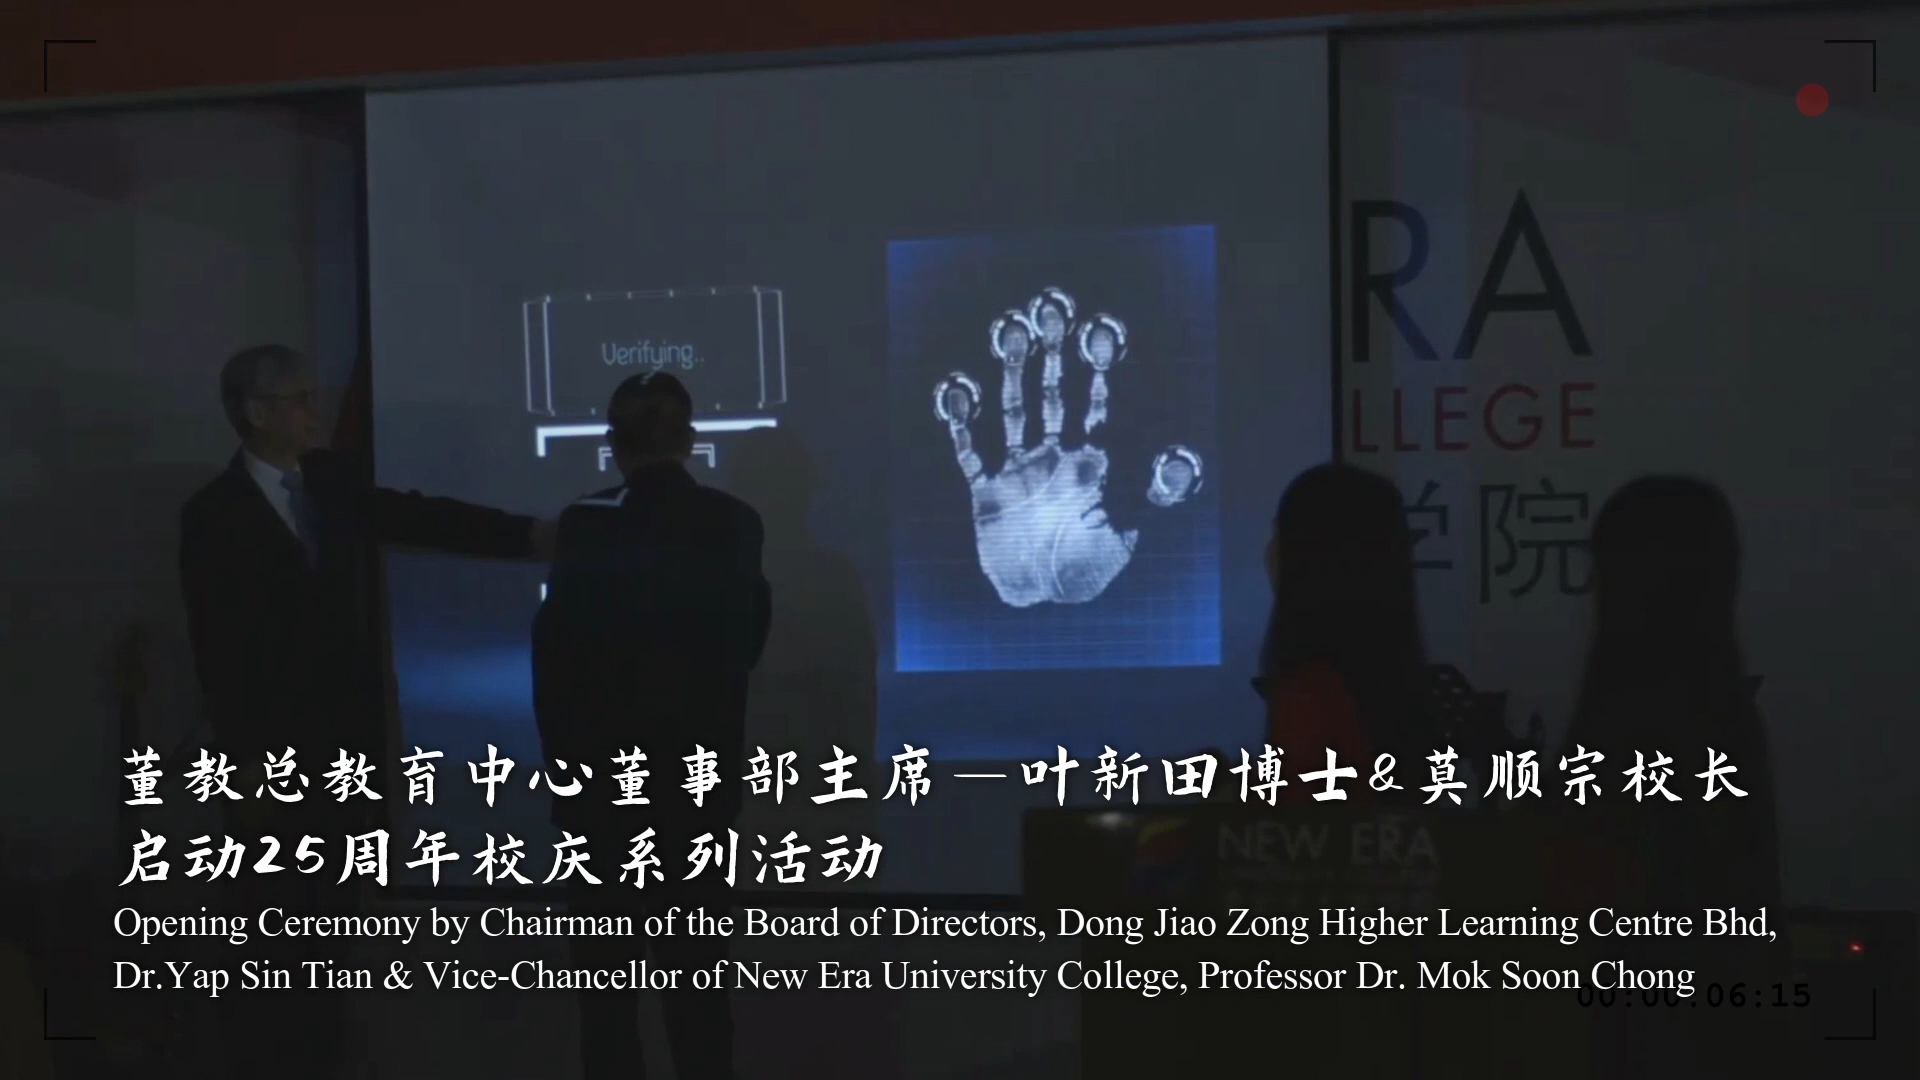 RA
LLEGE
学院
Verifying..
NEW ERA
董教总教育中心董事部主席—叶新田博士&莫顺宗校长
启动25周年校庆系列活动
Opening Ceremony by Chairman of the Board of Directors, Dong Jiao Zong Higher Learning Centre Bhd,
Dr.Yap Sin Tian & Vice-Chancellor of New Era University College, Professor Dr. Mok Soon Chong
00:00:06:15